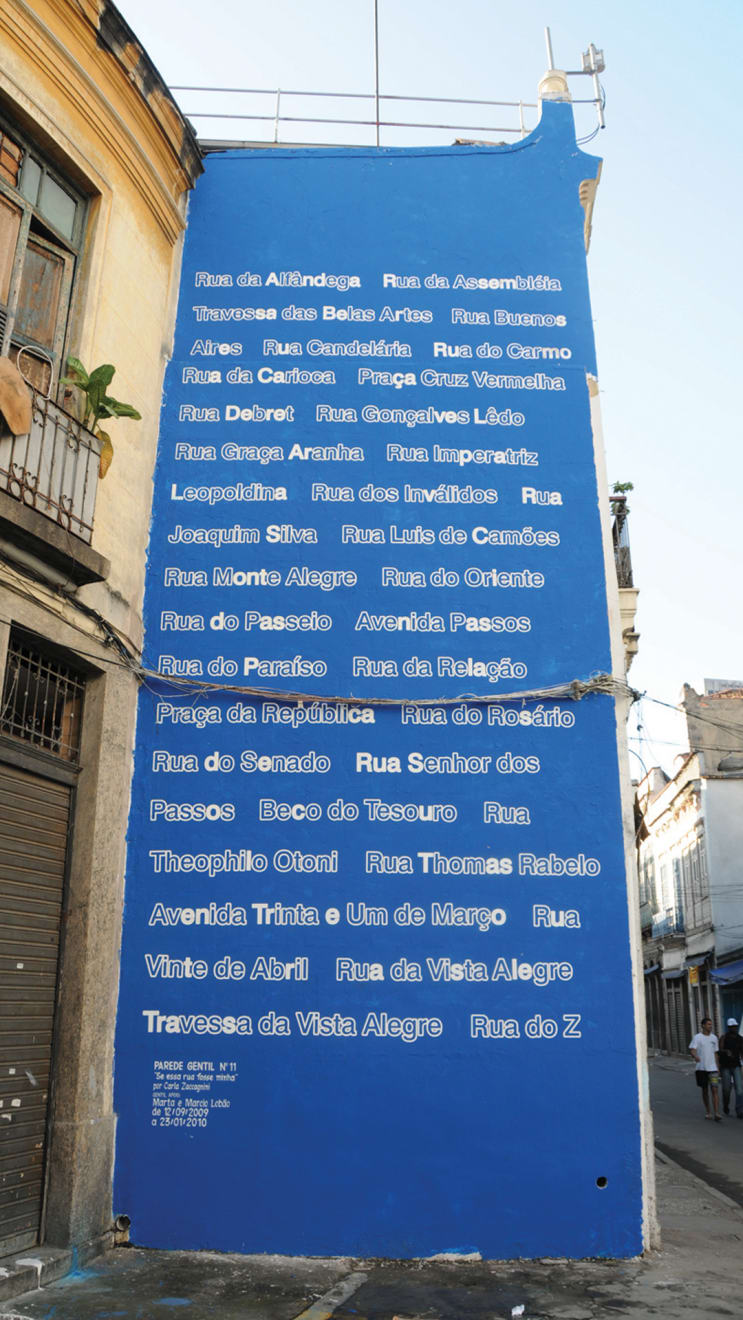 Rua da Alfândega Rua da Assembléia
Travessa das Belas Artes Rua Buenos
Aires Rua Candelária Rua do Carmo
Rua da Carioca Praça Cruz Vermelha
Rua Debret Rua Gonçalves Lêdo
Rua Graça Aranha Rua Imperatriz
Leopoldina Rua dos Inválidos Rua
Joaquim Silva Rua Luis de Camões
Rua Monte Alegre Rua do Oriente
Rua do Passeio Avenida Passos
Rua do Paraíso Rua da Relação
Praça da República Rua do Rosário
Rua do Senado Rua Senhor dos
Passos Beco do Tesouro Rua
Theophilo Otoni Rua Thomas Rabelo
Avenida Trinta e Um de Março Rua
Vinte de Abril Rua da Vista Alegre
Travessa da Vista Alegre Rua do Z
PAREDE GENTIL Nº 11
"Se essa rua fosse minha"
por Carla Zaccagnini
GENTIL APOIO:
Marta e Marcio Lobão
de 12/09/2009
a 23/01/2010